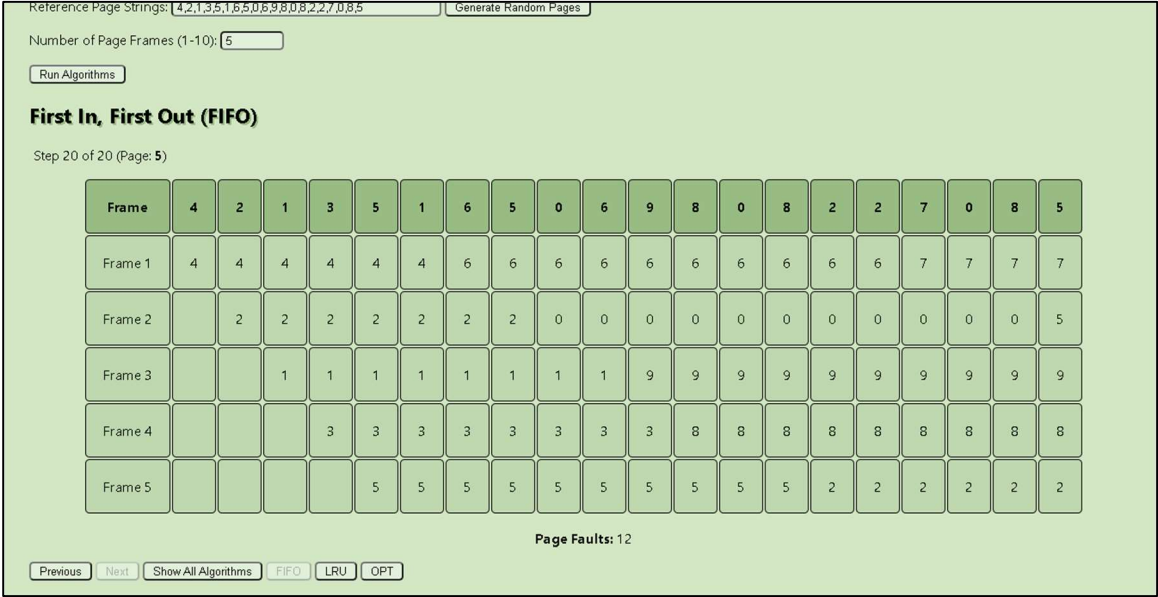 Reference Page Strings: 4,2,1,3,5,1,6,5,0,6,9,8,0,8,2,2,7,0,8,5 Generate Random Pages
Number of Page Frames (1-10): 5
Run Algorithms
First In, First Out (FIFO)
Step 20 of 20 (Page: 5)
Frame 4 2 1 3 5 1 6 5 0 6 9 8 0 8 2 2 7 0 8 5
Frame 1 4 4 4 4 4 4 6 6 6 6 6 6 6 6 6 6 7 7 7 7
Frame 2 2 2 2 2 2 2 2 0 0 0 0 0 0 0 0 0 0 0 5
Frame 3 1 1 1 1 1 1 1 1 9 9 9 9 9 9 9 9 9 9
Frame 4 3 3 3 3 3 3 3 3 8 8 8 8 8 8 8 8 8
Frame 5 5 5 5 5 5 5 5 5 5 5 2 2 2 2 2 2
Page Faults: 12
Previous Next Show All Algorithms FIFO LRU OPT